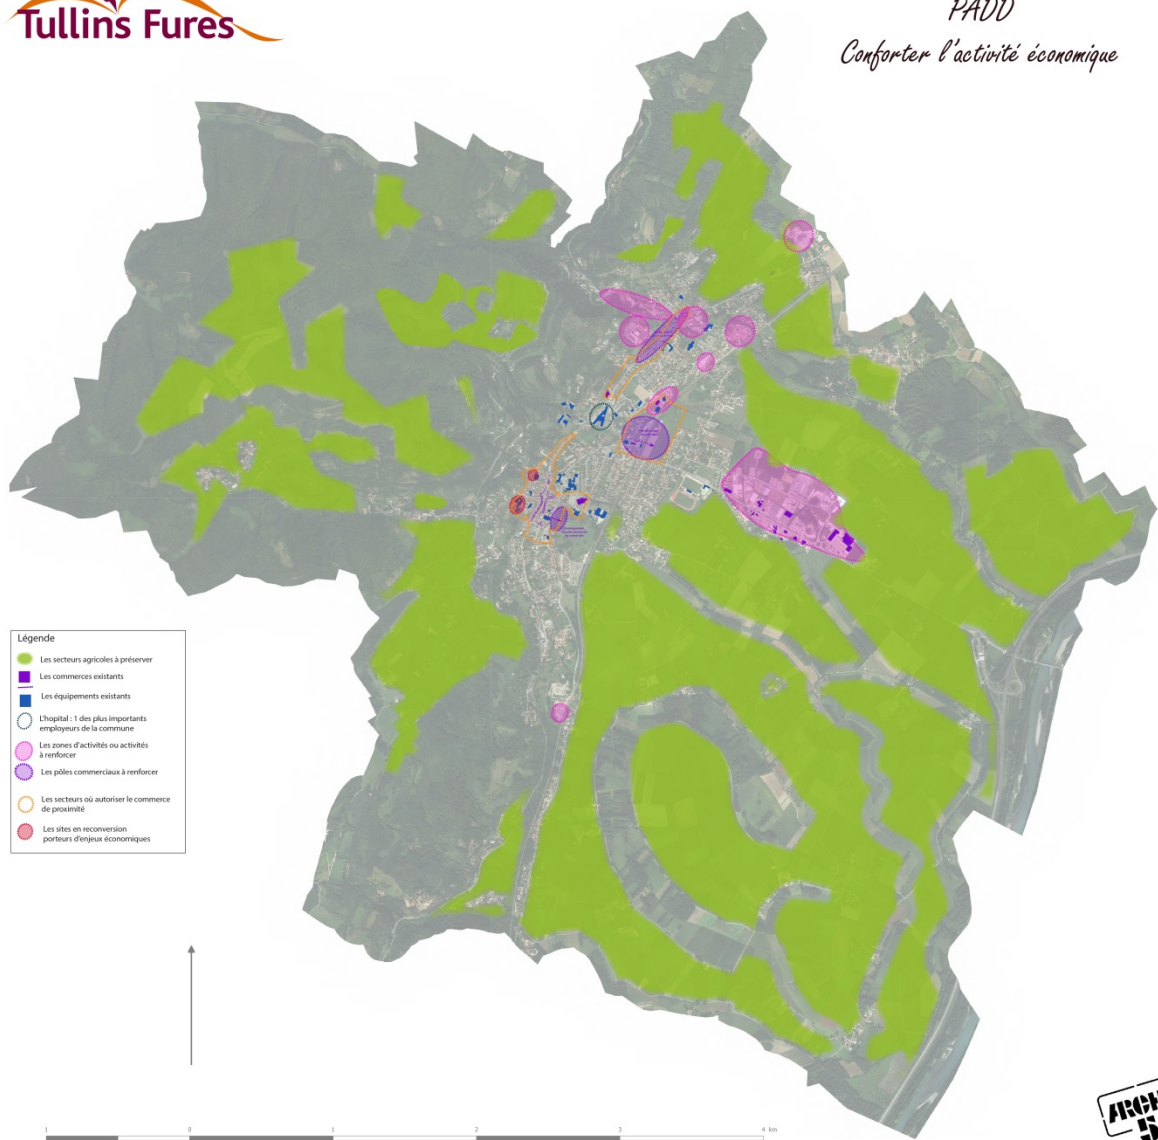 Tullins Fures
PADD
Conforter l'activité économique
Légende
Les secteurs agricoles à préserver
Les commerces existants
Les équipements existants
L'hopital : 1 des plus importants
employeurs de la commune
Les zones d'activités ou activités
à renforcer
Les pôles commerciaux à renforcer
Les secteurs où autoriser le commerce
de proximité
Les sites en reconversion
porteurs d'enjeux économiques
1 0 1 2 3 4 km